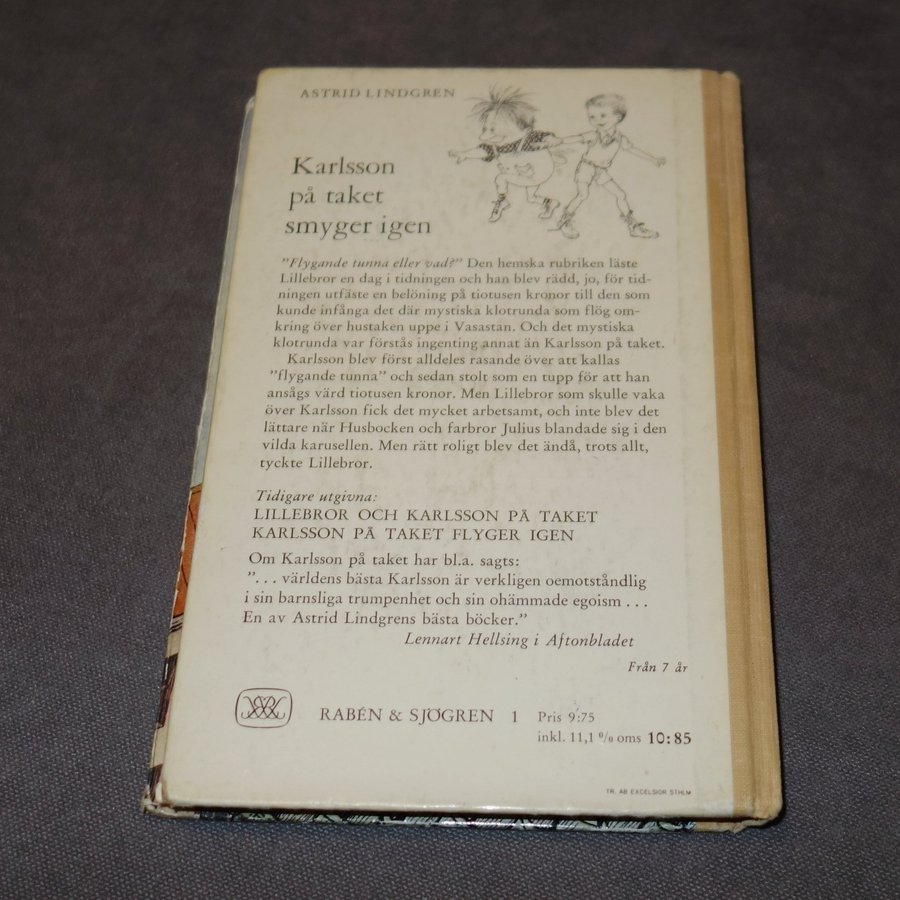 ASTRID LINDGREN
Karlsson
på taket
smyger igen
"Flygande tunna eller vad?" Den hemska rubriken läste
Lillebror en dag i tidningen och han blev rädd, jo, för tid-
ningen utfäste en belöning på tiotusen kronor till den som
kunde infånga det där mystiska klotrunda som flög om-
kring över hustaken uppe i Vasastan. Och det mystiska
klotrunda var förstås ingenting annat än Karlsson på taket.
Karlsson blev först alldeles rasande över att kallas
"flygande tunna" och sedan stolt som en tupp för att han
ansågs värd tiotusen kronor. Men Lillebror som skulle vaka
över Karlsson fick det mycket arbetsamt, och inte blev det
lättare när Husbocken och farbror Julius blandade sig i den
vilda karusellen. Men rätt roligt blev det ändå, trots allt,
tyckte Lillebror.
Tidigare utgivna:
LILLEBROR OCH KARLSSON PÅ TAKET
KARLSSON PÅ TAKET FLYGER IGEN
Om Karlsson på taket har bl.a. sagts:
"... världens bästa Karlsson är verkligen oemotståndlig
i sin barnsliga trumpenhet och sin ohämmade egoism ...
En av Astrid Lindgrens bästa böcker."
Lennart Hellsing i Aftonbladet
Från 7 år
RABÉN & SJÖGREN 1 Pris 9:75
inkl. 11,1 % oms 10:85
TR. AB EXCELSIOR STHLM